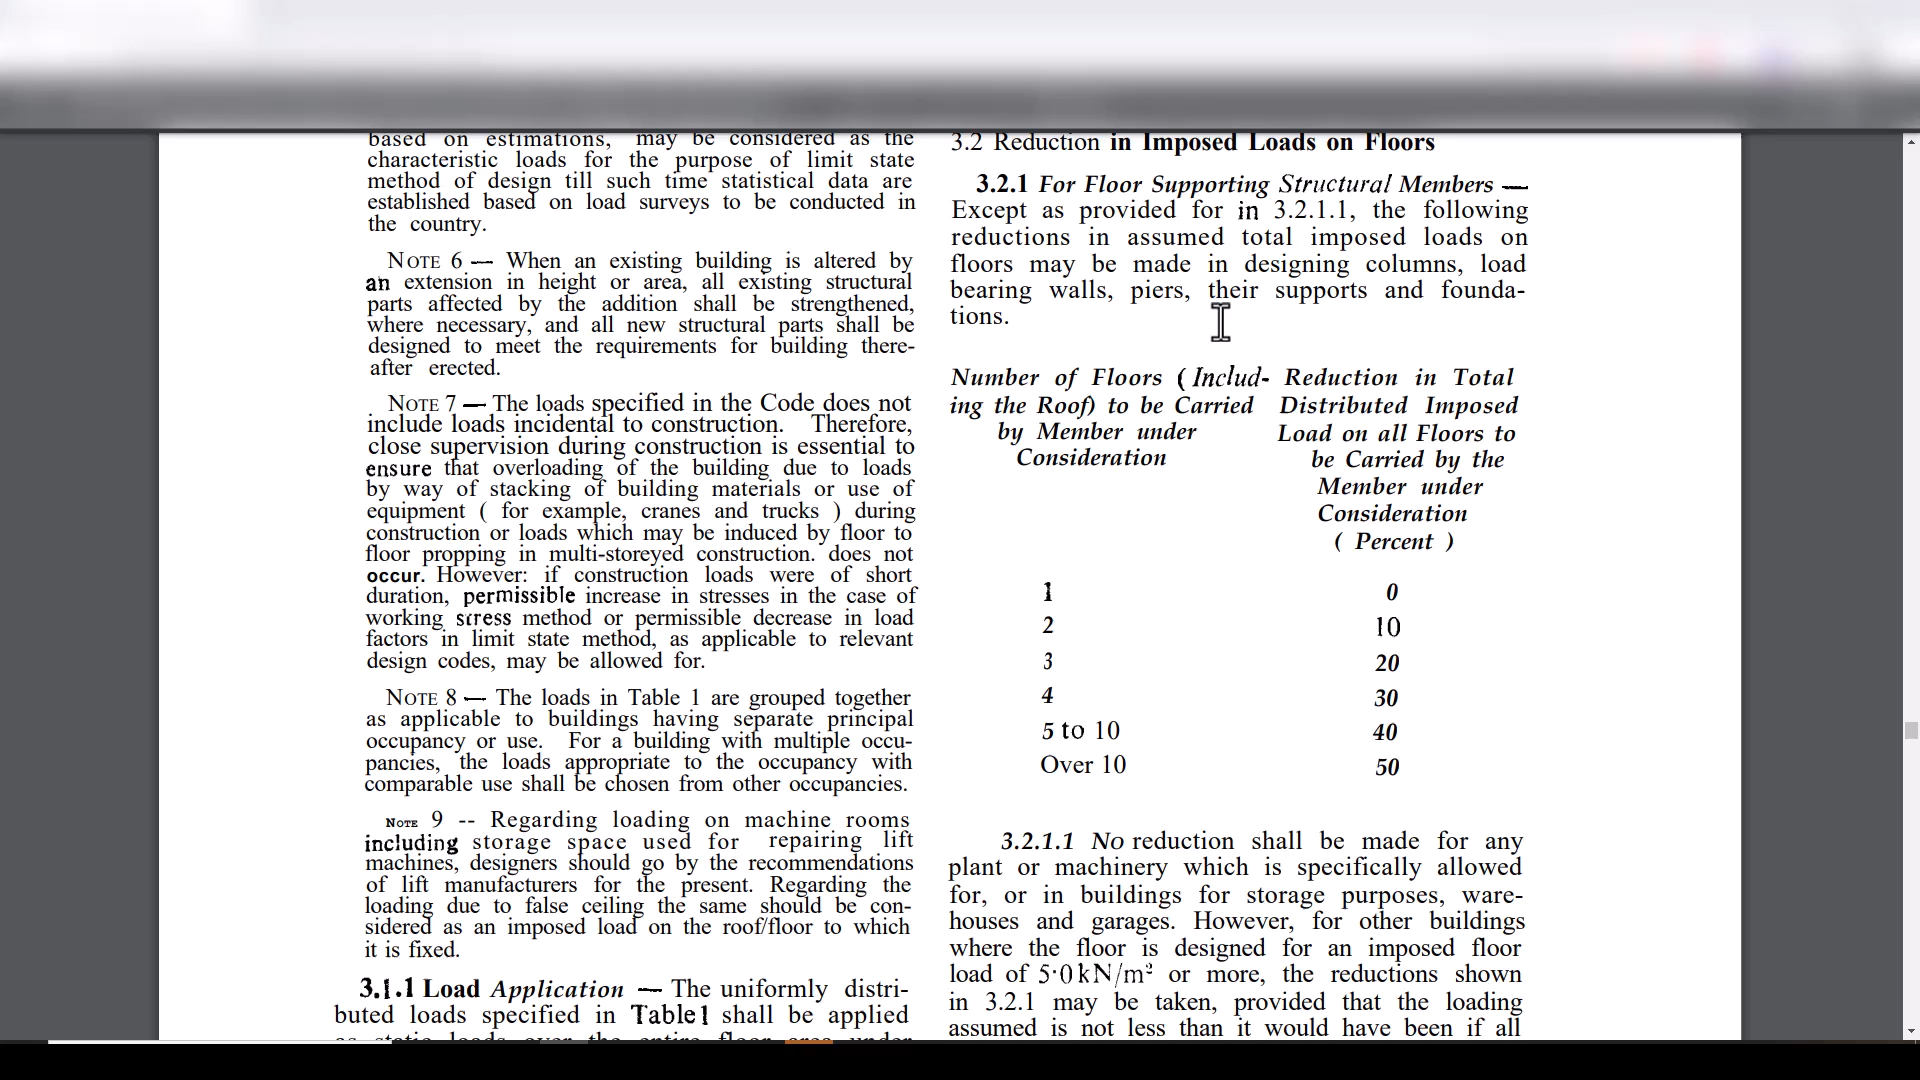 based on estimations, may be considered as the
characteristic loads for the purpose of limit state
method of design till such time statistical data are
established based on load surveys to be conducted in
the country.
NOTE 6 — When an existing building is altered by
an extension in height or area, all existing structural
parts affected by the addition shall be strengthened,
where necessary, and all new structural parts shall be
designed to meet the requirements for building there-
after erected.
NOTE 7 — The loads specified in the Code does not
include loads incidental to construction. Therefore,
close supervision during construction is essential to
ensure that overloading of the building due to loads
by way of stacking of building materials or use of
equipment ( for example, cranes and trucks ) during
construction or loads which may be induced by floor to
floor propping in multi-storeyed construction. does not
occur. However: if construction loads were of short
duration, permissible increase in stresses in the case of
working stress method or permissible decrease in load
factors in limit state method, as applicable to relevant
design codes, may be allowed for.
NOTE 8 — The loads in Table 1 are grouped together
as applicable to buildings having separate principal
occupancy or use. For a building with multiple occu-
pancies, the loads appropriate to the occupancy with
comparable use shall be chosen from other occupancies.
NOTE 9 -- Regarding loading on machine rooms
including storage space used for repairing lift
machines, designers should go by the recommendations
of lift manufacturers for the present. Regarding the
loading due to false ceiling the same should be con-
sidered as an imposed load on the roof/floor to which
it is fixed.
3.1.1 Load Application — The uniformly distri-
buted loads specified in Table 1 shall be applied
as static loads over the entire floor area under
3.2 Reduction in Imposed Loads on Floors
3.2.1 For Floor Supporting Structural Members —
Except as provided for in 3.2.1.1, the following
reductions in assumed total imposed loads on
floors may be made in designing columns, load
bearing walls, piers, their supports and founda-
tions.
Number of Floors ( Includ- Reduction in Total
ing the Roof) to be Carried Distributed Imposed
by Member under Load on all Floors to
Consideration be Carried by the
Member under
Consideration
( Percent )
1 0
2 10
3 20
4 30
5 to 10 40
Over 10 50
3.2.1.1 No reduction shall be made for any
plant or machinery which is specifically allowed
for, or in buildings for storage purposes, ware-
houses and garages. However, for other buildings
where the floor is designed for an imposed floor
load of 5·0 kN/m² or more, the reductions shown
in 3.2.1 may be taken, provided that the loading
assumed is not less than it would have been if all